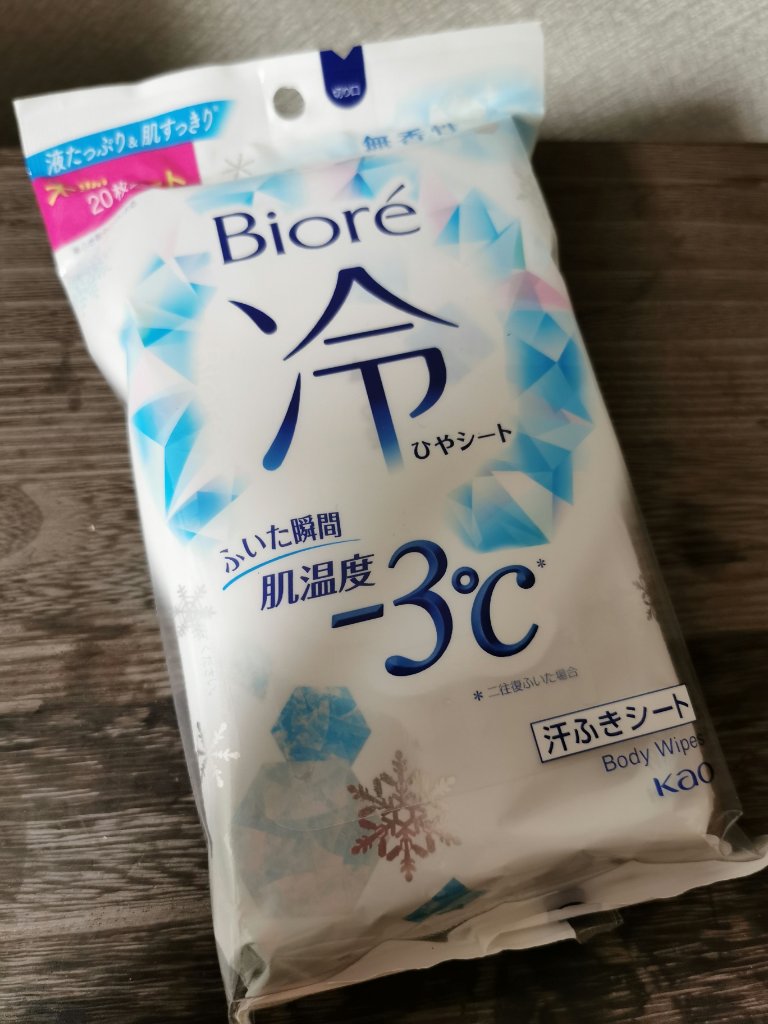 切り口
液たっぷり&肌すっきり*
20枚
無香性
Bioré
冷
ひやシート
ふいた瞬間
肌温度
-3℃*
*二往復ふいた場合
汗ふきシート
Body Wipes
Kao